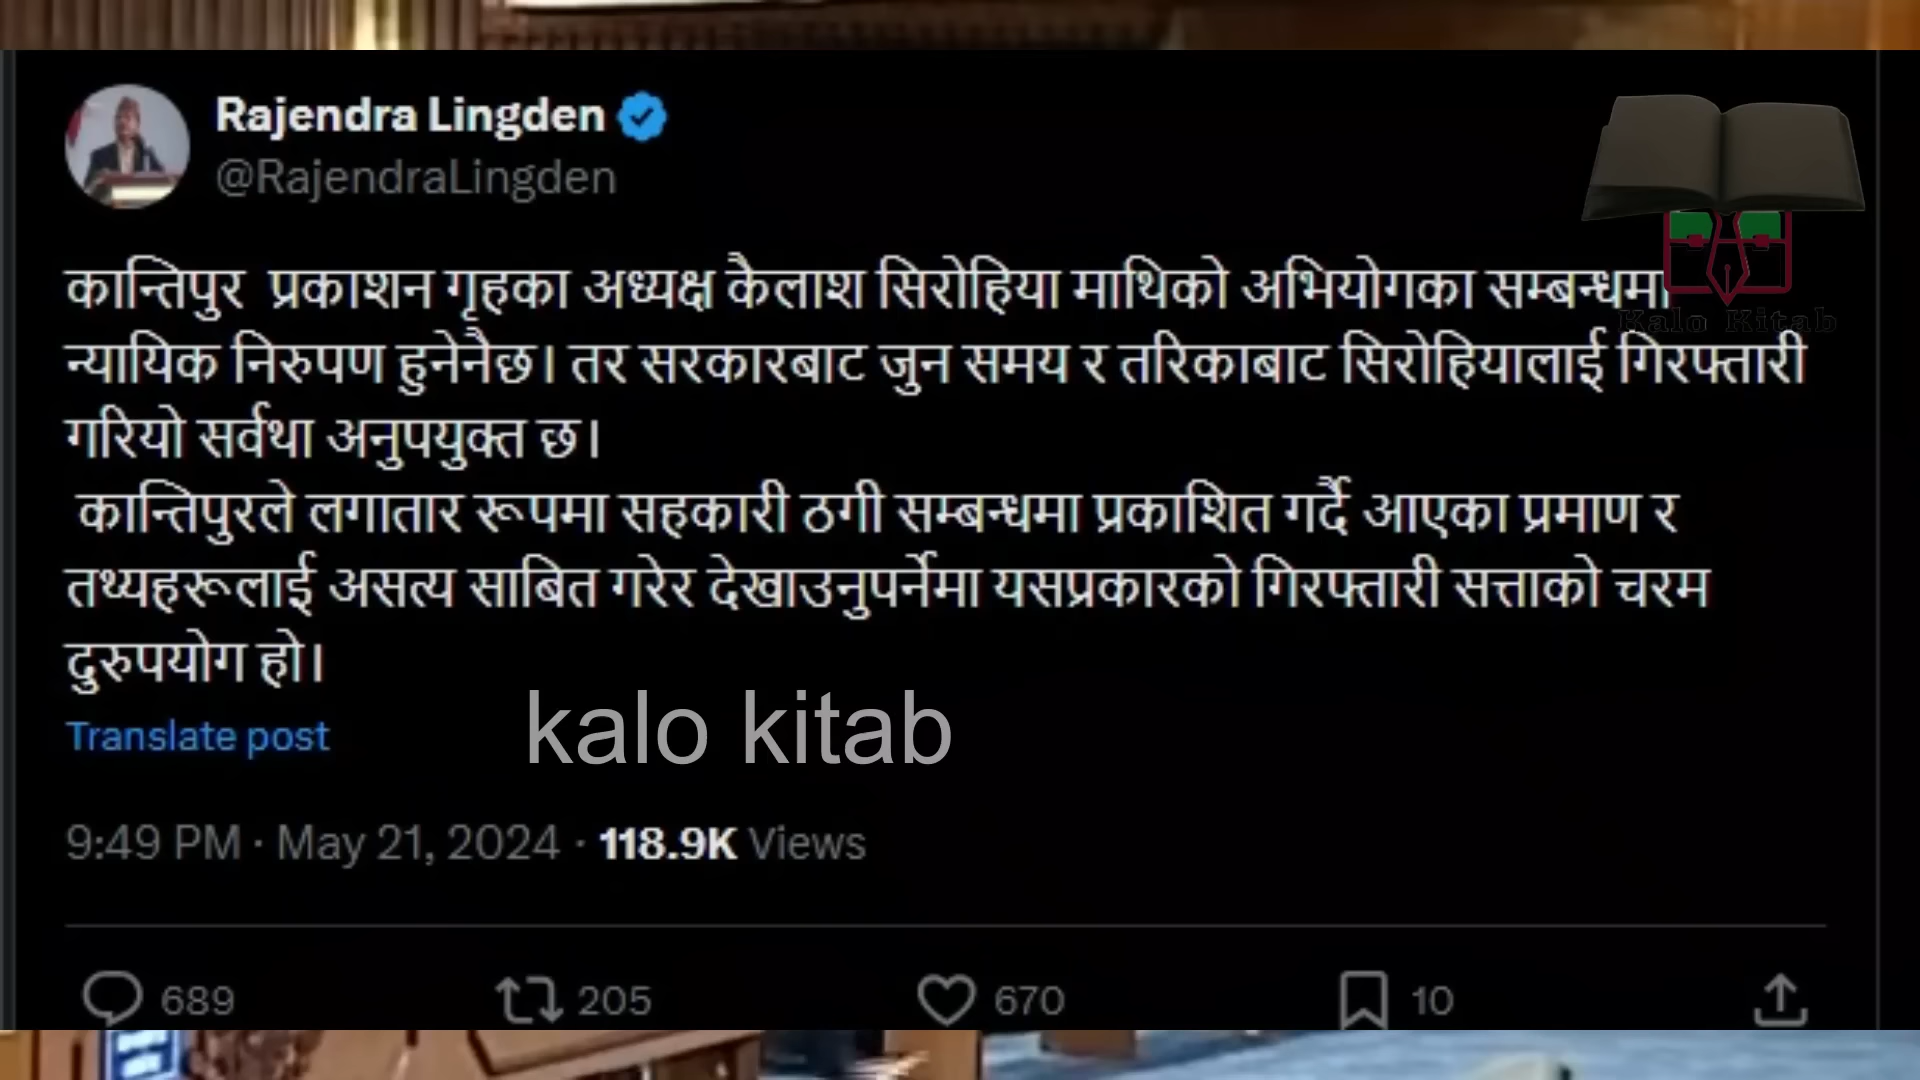 Rajendra Lingden
@RajendraLingden
कान्तिपुर प्रकाशन गृहका अध्यक्ष कैलाश सिरोहिया माथिको अभियोगका सम्बन्धमा
Kalo Kitab
न्यायिक निरुपण हुनेनैछ। तर सरकारबाट जुन समय र तरिकाबाट सिरोहियालाई गिरफ्तारी
गरियो सर्वथा अनुपयुक्त छ।
कान्तिपुरले लगातार रूपमा सहकारी ठगी सम्बन्धमा प्रकाशित गर्दै आएका प्रमाण र
तथ्यहरूलाई असत्य साबित गरेर देखाउनुपर्नेमा यसप्रकारको गिरफ्तारी सत्ताको चरम
दुरुपयोग हो।
Translate post
kalo kitab
9:49 PM · May 21, 2024 · 118.9K Views
689 205 670 10